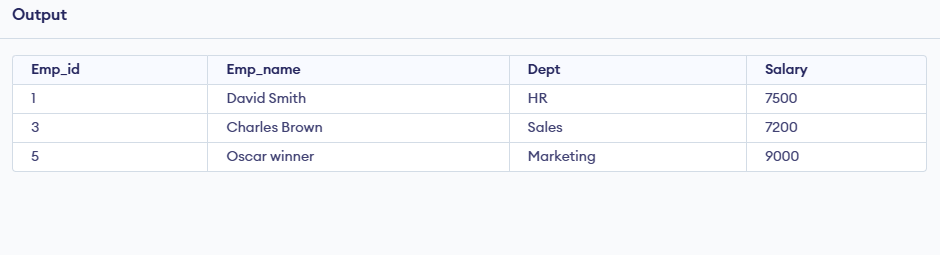 Output
Emp_id Emp_name Dept Salary
1 David Smith HR 7500
3 Charles Brown Sales 7200
5 Oscar winner Marketing 9000